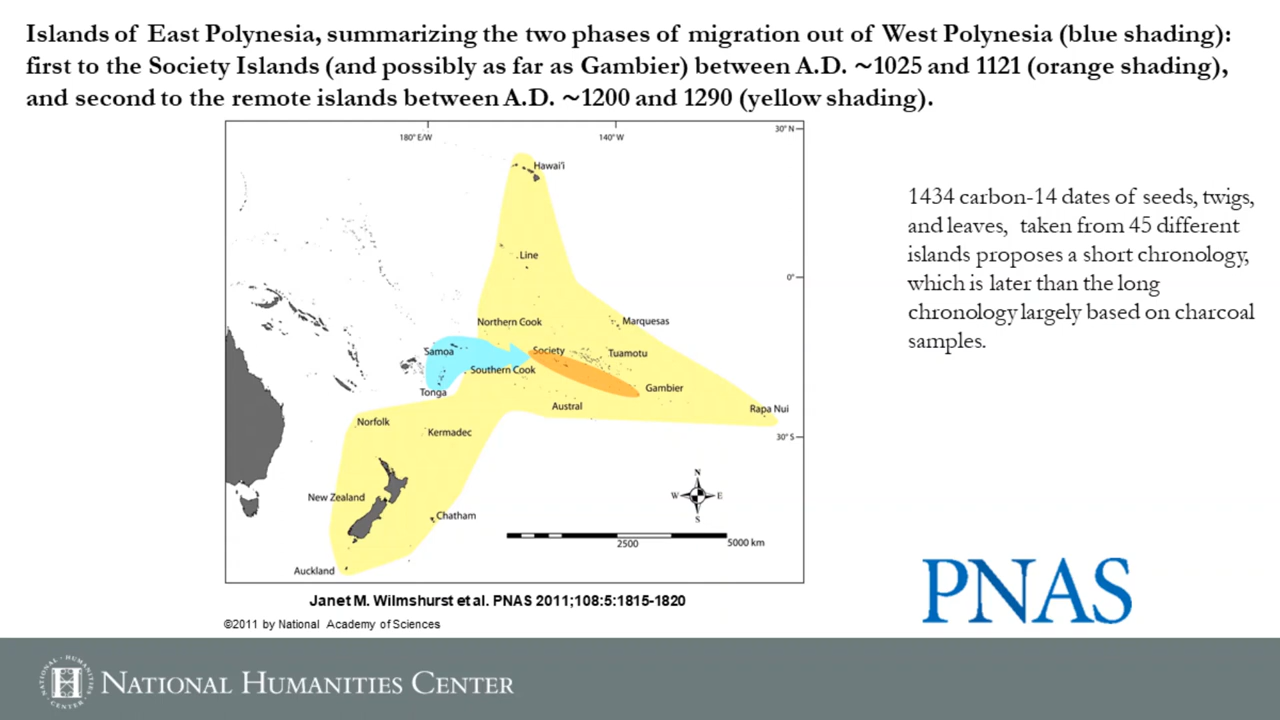 Islands of East Polynesia, summarizing the two phases of migration out of West Polynesia (blue shading):
first to the Society Islands (and possibly as far as Gambier) between A.D. ~1025 and 1121 (orange shading),
and second to the remote islands between A.D. ~1200 and 1290 (yellow shading).
180° E/W
140° W
30° N
Hawai'i
Line
0°
Northern Cook
Marquesas
Samoa
Society
Tuamotu
Southern Cook
Tonga
Gambier
Austral
Rapa Nui
Norfolk
Kermadec
30° S
N
W
E
S
New Zealand
Chatham
2500
5000 km
Auckland
1434 carbon-14 dates of seeds, twigs,
and leaves, taken from 45 different
islands proposes a short chronology,
which is later than the long
chronology largely based on charcoal
samples.
Janet M. Wilmshurst et al. PNAS 2011;108:5:1815-1820
©2011 by National Academy of Sciences
PNAS
NATIONAL · HUMANITIES · CENTER ·
H
NATIONAL HUMANITIES CENTER